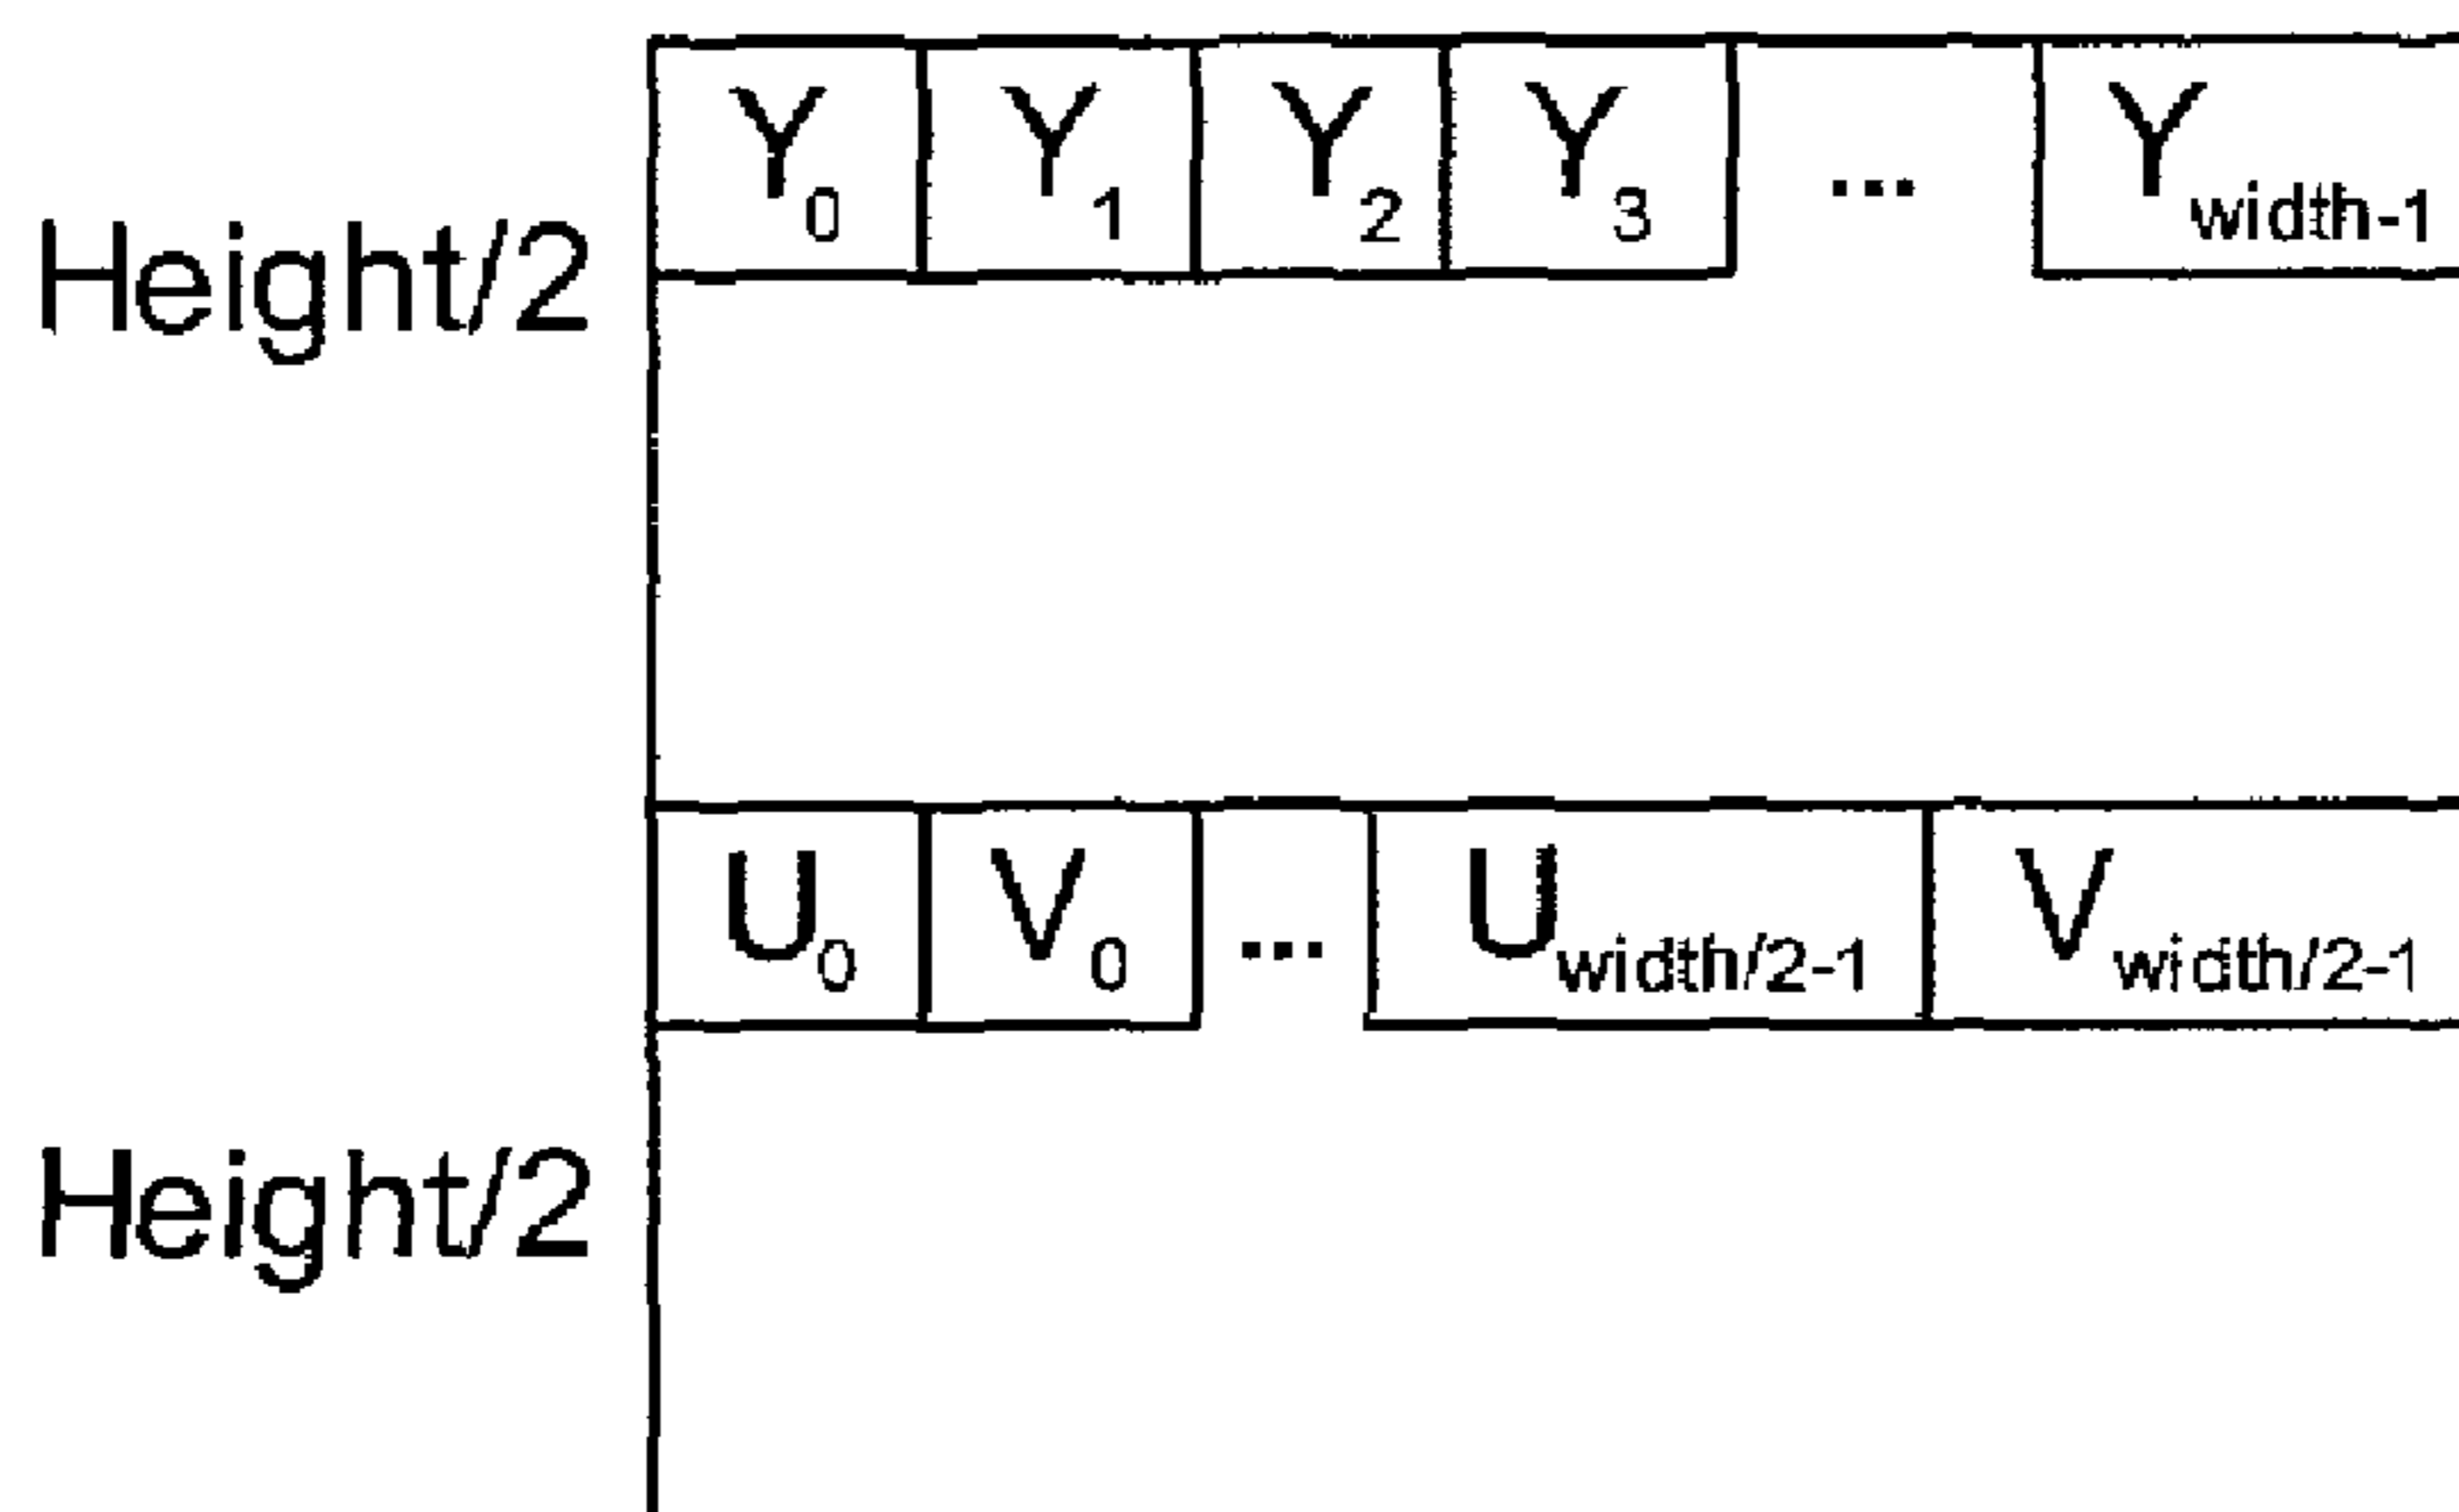 Y0 Y1 Y2 Y3 ... Ywidth-1
Height/2
U0 V0 ... Uwidth/2-1 Vwidth/2-1
Height/2